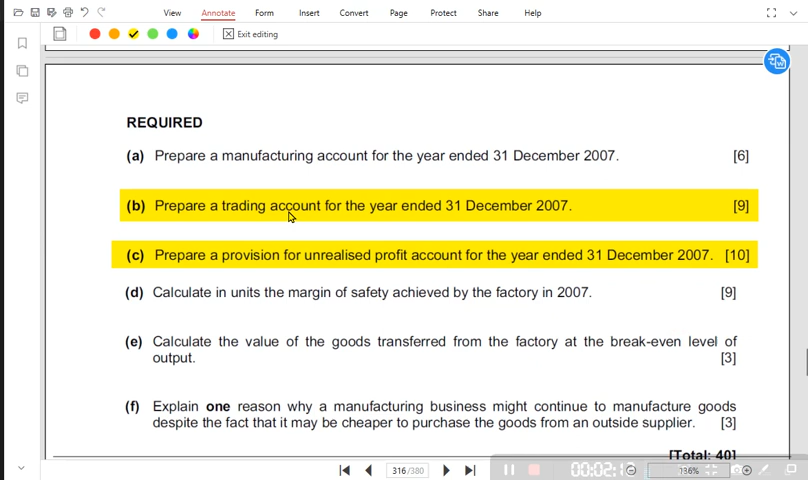 View Annotate Form Insert Convert Page Protect Share Help
Exit editing
REQUIRED
(a) Prepare a manufacturing account for the year ended 31 December 2007. [6]
(b) Prepare a trading account for the year ended 31 December 2007. [9]
(c) Prepare a provision for unrealised profit account for the year ended 31 December 2007. [10]
(d) Calculate in units the margin of safety achieved by the factory in 2007. [9]
(e) Calculate the value of the goods transferred from the factory at the break-even level of
output. [3]
(f) Explain one reason why a manufacturing business might continue to manufacture goods
despite the fact that it may be cheaper to purchase the goods from an outside supplier. [3]
[Total: 40]
316/380
136%